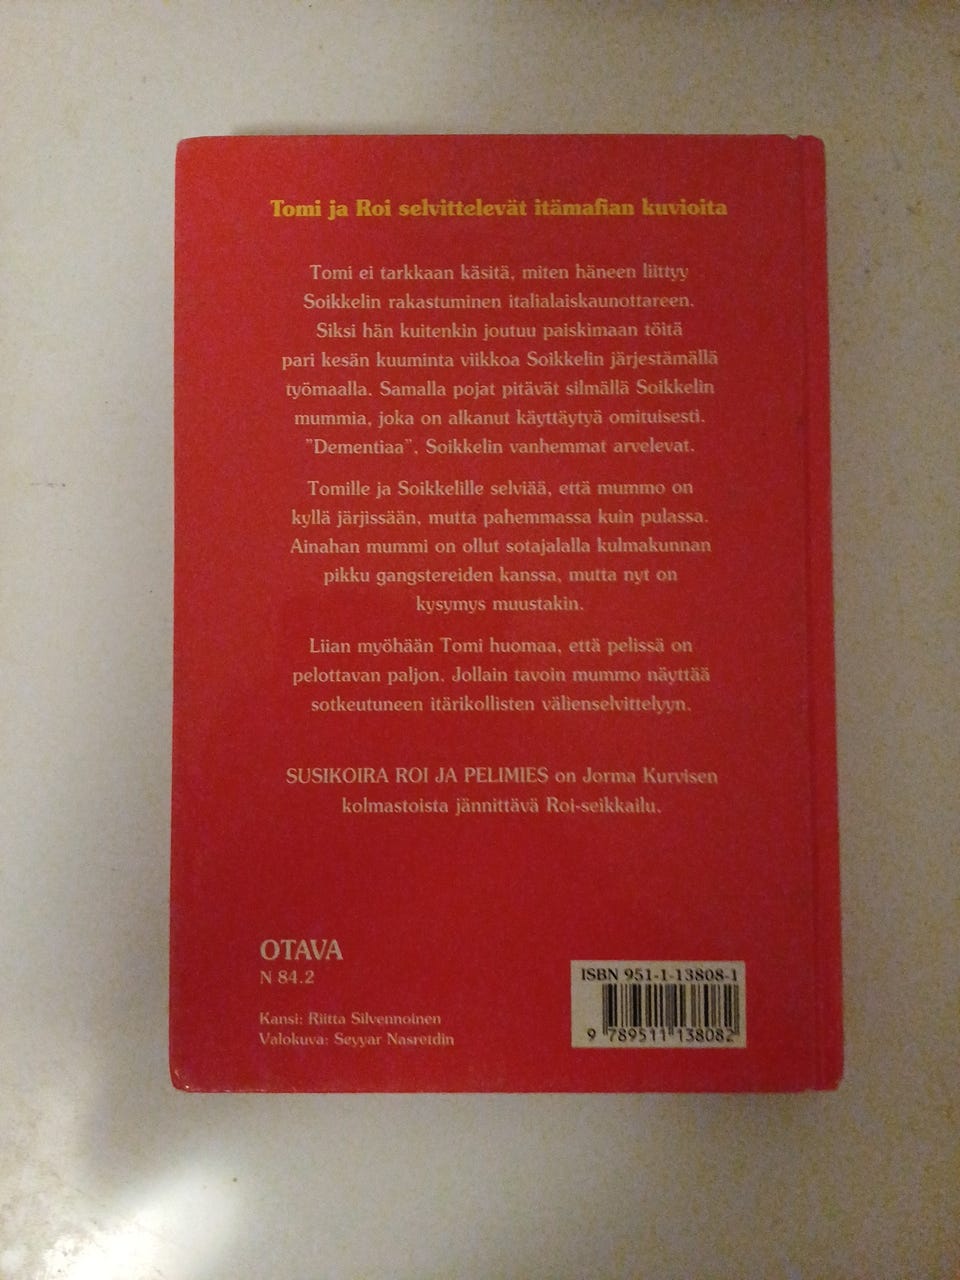 Tomi ja Roi selvittelevät itämafian kuvioita
Tomi ei tarkkaan käsitä, miten häneen liittyy
Soikkelin rakastuminen italialaiskaunottareen.
Siksi hän kuitenkin joutuu paiskimaan töitä
pari kesän kuuminta viikkoa Soikkelin järjestämällä
työmaalla. Samalla pojat pitävät silmällä Soikkelin
mummia, joka on alkanut käyttäytyä omituisesti.
"Dementiaa", Soikkelin vanhemmat arvelevat.
Tomille ja Soikkelille selviää, että mummo on
kyllä järjissään, mutta pahemmassa kuin pulassa.
Ainahan mummi on ollut sotajalalla kulmakunnan
pikku gangstereiden kanssa, mutta nyt on
kysymys muustakin.
Liian myöhään Tomi huomaa, että pelissä on
pelottavan paljon. Jollain tavoin mummo näyttää
sotkeutuneen itärikollisten välienselvittelyyn.
SUSIKOIRA ROI JA PELIMIES on Jorma Kurvisen
kolmastoista jännittävä Roi-seikkailu.
OTAVA
N 84.2
Kansi: Riitta Silvennoinen
Valokuva: Seyyar Nasretdin
ISBN 951-1-13808-1
9 789511 138082